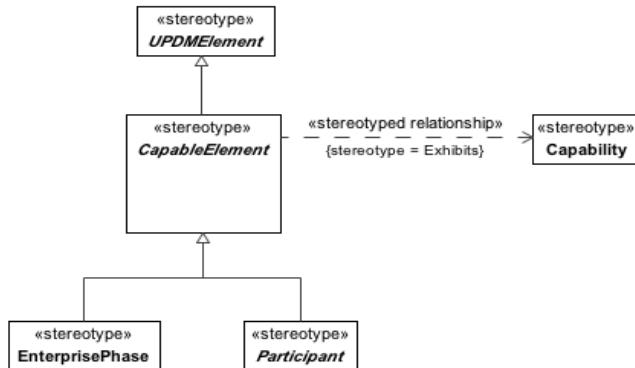 «stereotype»
UPDMElement
«stereotype»
CapableElement
«stereotyped relationship»
{stereotype = Exhibits}
«stereotype»
Capability
«stereotype»
EnterprisePhase
«stereotype»
Participant